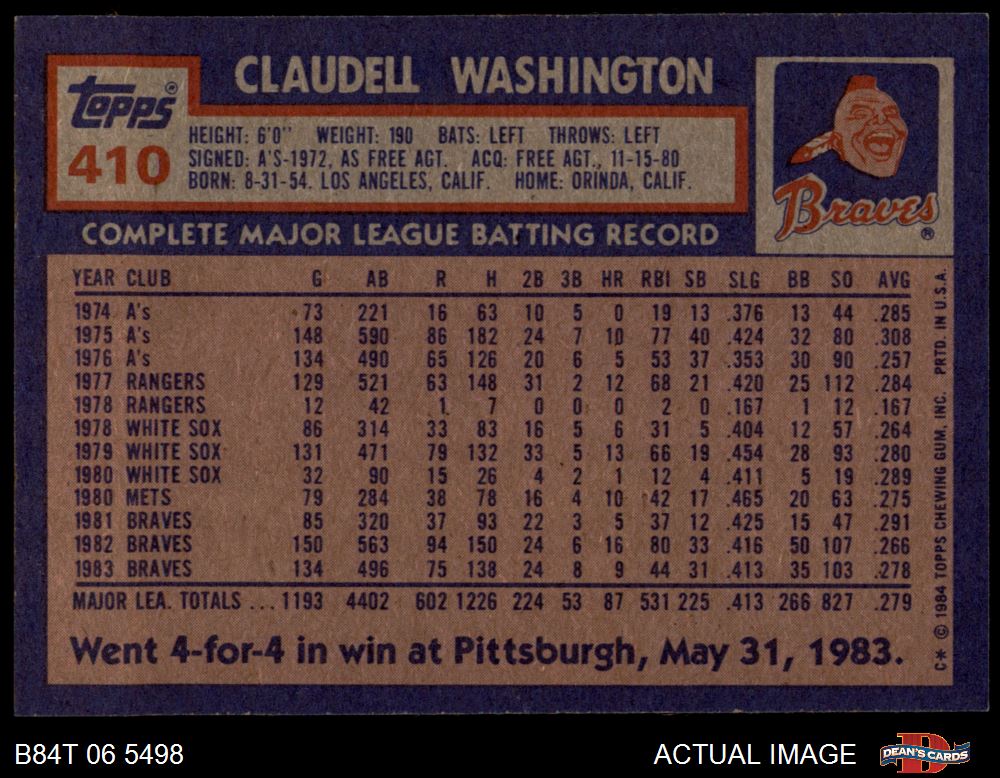 CLAUDELL WASHINGTON
topps®
410
HEIGHT: 6'0" WEIGHT: 190 BATS: LEFT THROWS: LEFT
SIGNED: A'S-1972, AS FREE AGT. ACQ: FREE AGT., 11-15-80
BORN: 8-31-54. LOS ANGELES, CALIF. HOME: ORINDA, CALIF.
Braves®
COMPLETE MAJOR LEAGUE BATTING RECORD
YEAR CLUB G AB R H 2B 3B HR RBI SB SLG BB SO AVG
1974 A's 73 221 16 63 10 5 0 19 13 .376 13 44 .285
1975 A's 148 590 86 182 24 7 10 77 40 .424 32 80 .308
1976 A's 134 490 65 126 20 6 5 53 37 .353 30 90 .257
1977 RANGERS 129 521 63 148 31 2 12 68 21 .420 25 112 .284
1978 RANGERS 12 42 1 7 0 0 0 2 0 .167 1 12 .167
1978 WHITE SOX 86 314 33 83 16 5 6 31 5 .404 12 57 .264
1979 WHITE SOX 131 471 79 132 33 5 13 66 19 .454 28 93 .280
1980 WHITE SOX 32 90 15 26 4 2 1 12 4 .411 5 19 .289
1980 METS 79 284 38 78 16 4 10 42 17 .465 20 63 .275
1981 BRAVES 85 320 37 93 22 3 5 37 12 .425 15 47 .291
1982 BRAVES 150 563 94 150 24 6 16 80 33 .416 50 107 .266
1983 BRAVES 134 496 75 138 24 8 9 44 31 .413 35 103 .278
MAJOR LEA. TOTALS ... 1193 4402 602 1226 224 53 87 531 225 .413 266 827 .279
Went 4-for-4 in win at Pittsburgh, May 31, 1983.
C* © 1984 TOPPS CHEWING GUM, INC. PRTD. IN U.S.A.
B84T 06 5498
ACTUAL IMAGE
DEAN'S CARDS